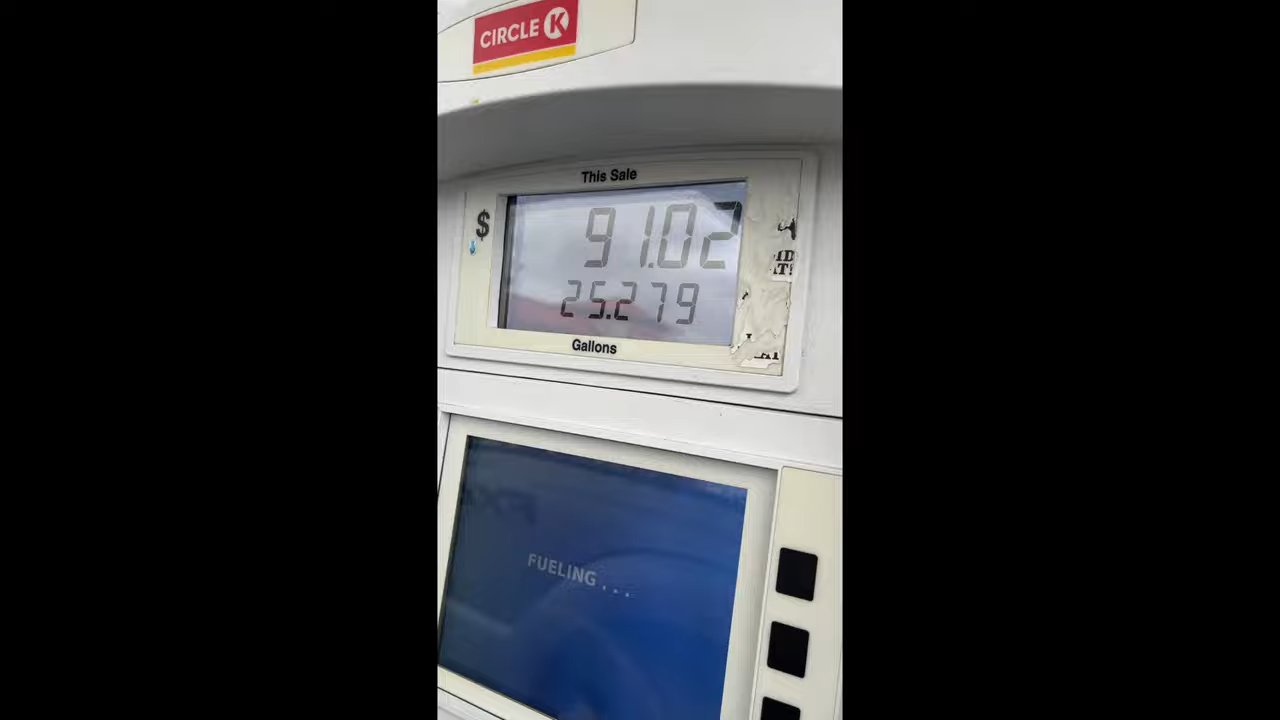 CIRCLE K
This Sale
$
91.02
25.279
Gallons
FUELING...